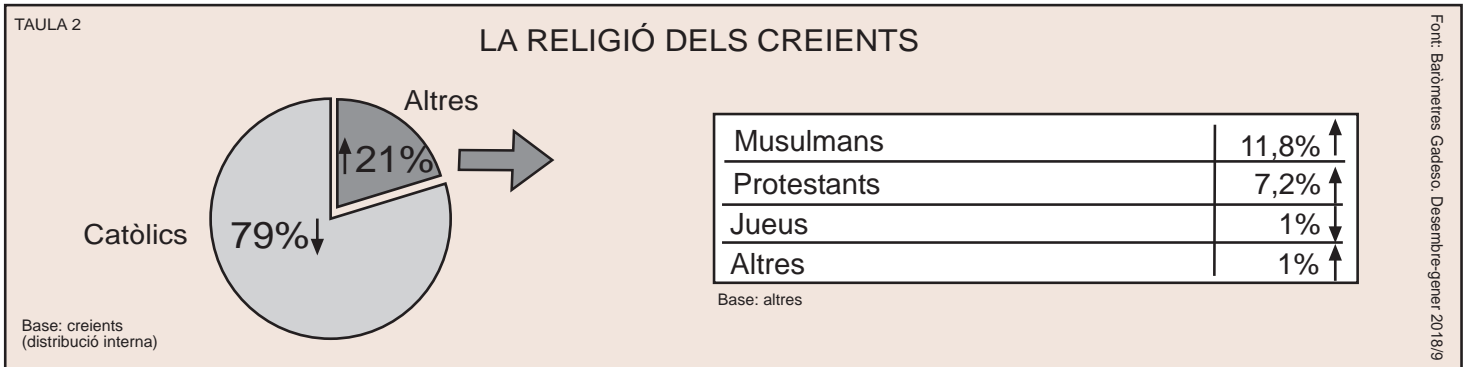 TAULA 2
LA RELIGIÓ DELS CREIENTS
Altres
21%
Catòlics
79%
Base: creients
(distribució interna)
Musulmans 11,8%
Protestants 7,2%
Jueus 1%
Altres 1%
Base: altres
Font: Baròmetres Gadeso. Desembre-gener 2018/9